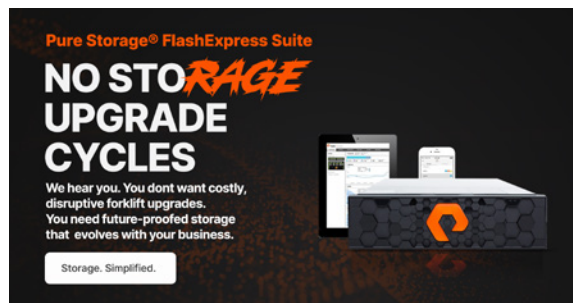 Pure Storage® FlashExpress Suite
NO STORAGE
UPGRADE
CYCLES
We hear you. You dont want costly,
disruptive forklift upgrades.
You need future-proofed storage
that evolves with your business.
Storage. Simplified.